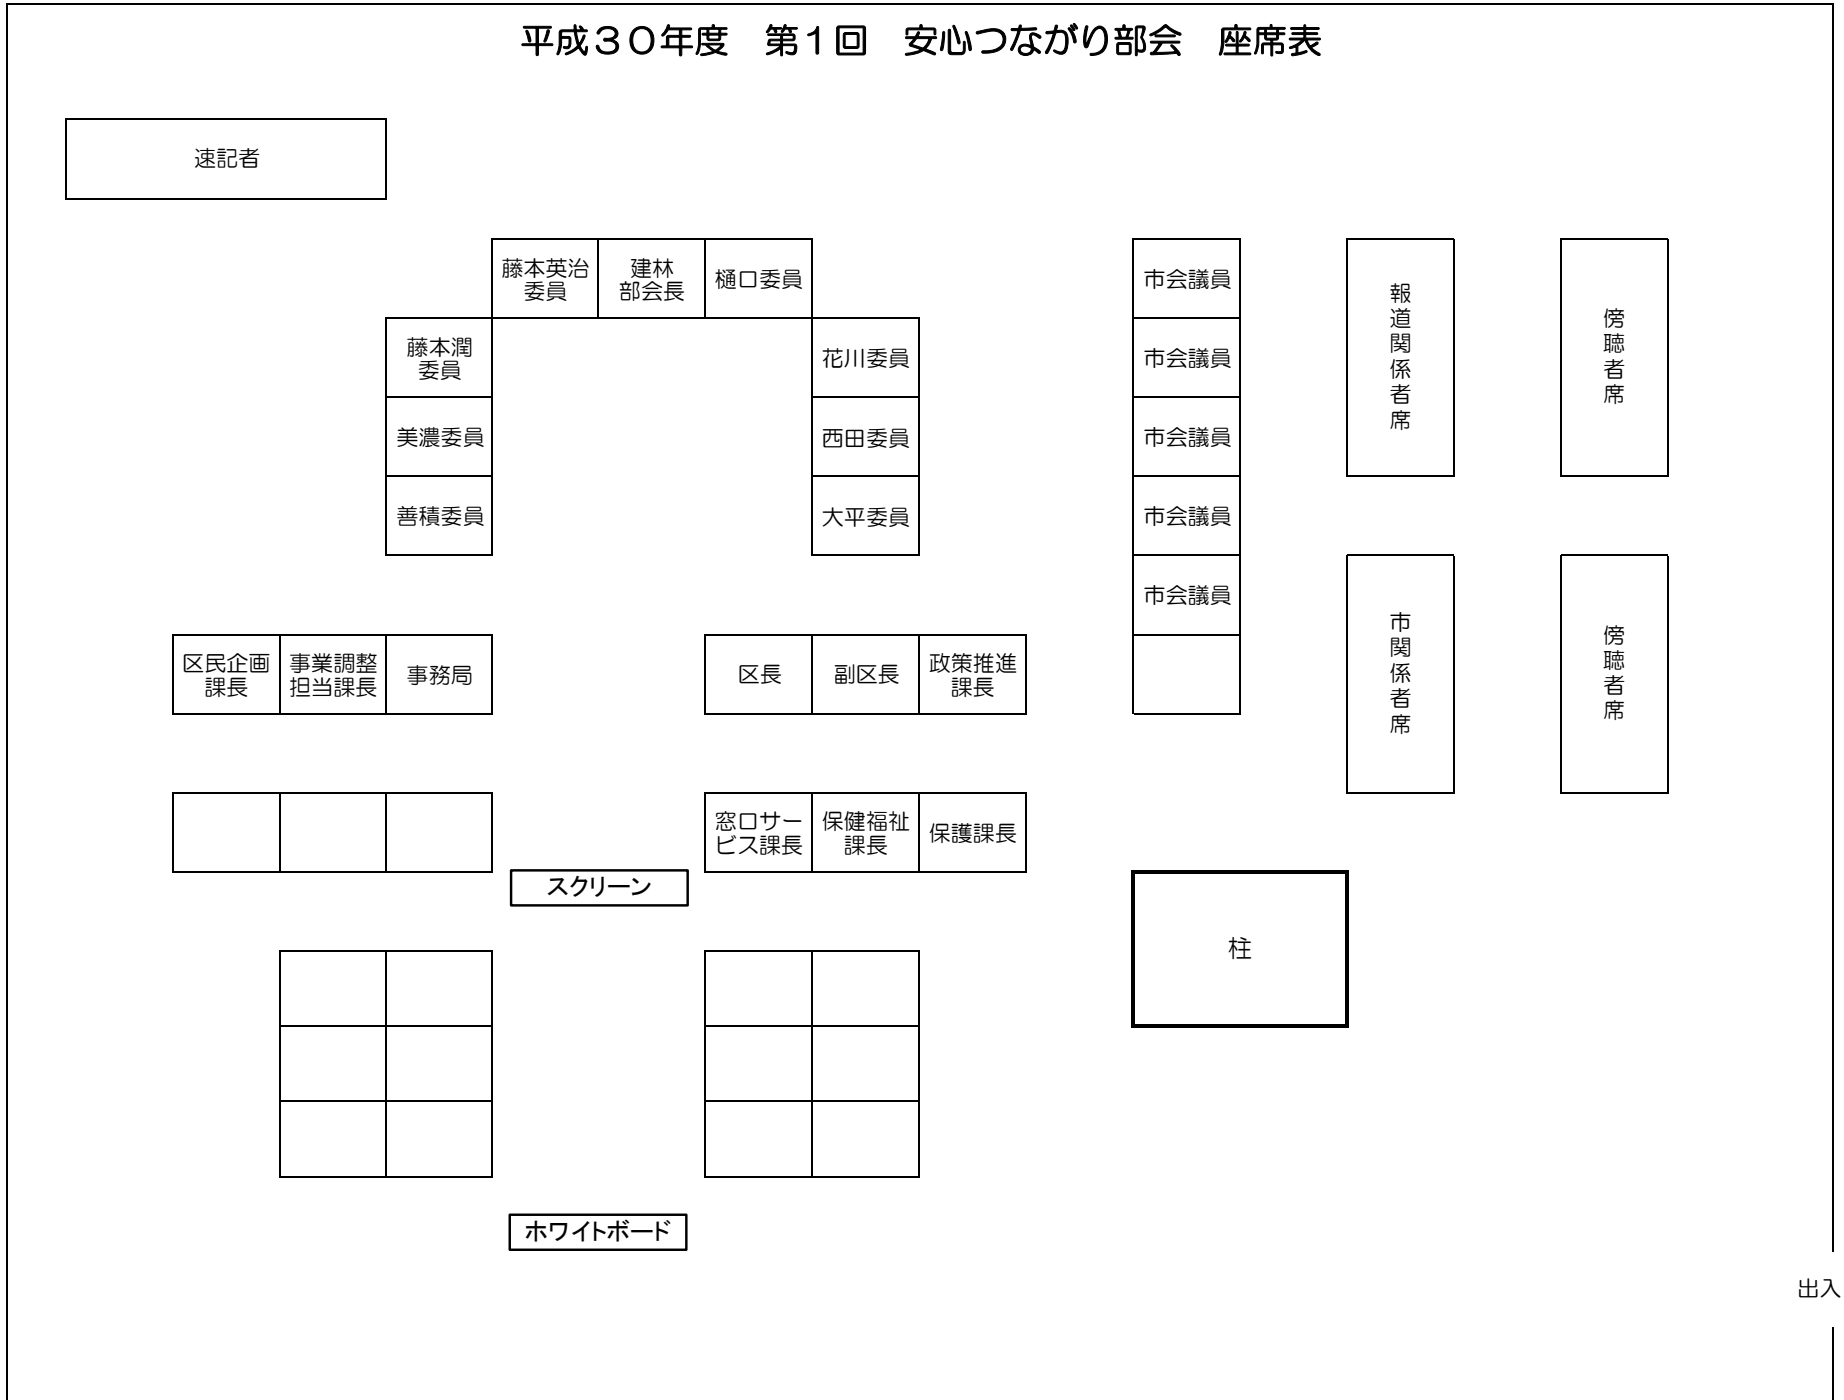 平成３０年度　第１回　安心つながり部会　座席表
速記者
藤本英治
委員
建林
部会長
樋口委員
藤本潤
委員
美濃委員
善積委員
花川委員
西田委員
大平委員
市会議員
市会議員
市会議員
市会議員
市会議員
報道関係者席
傍聴者席
市関係者席
傍聴者席
区民企画
課長
事業調整
担当課長
事務局
区長
副区長
政策推進
課長
窓口サー
ビス課長
保健福祉
課長
保護課長
スクリーン
柱
ホワイトボード
出入